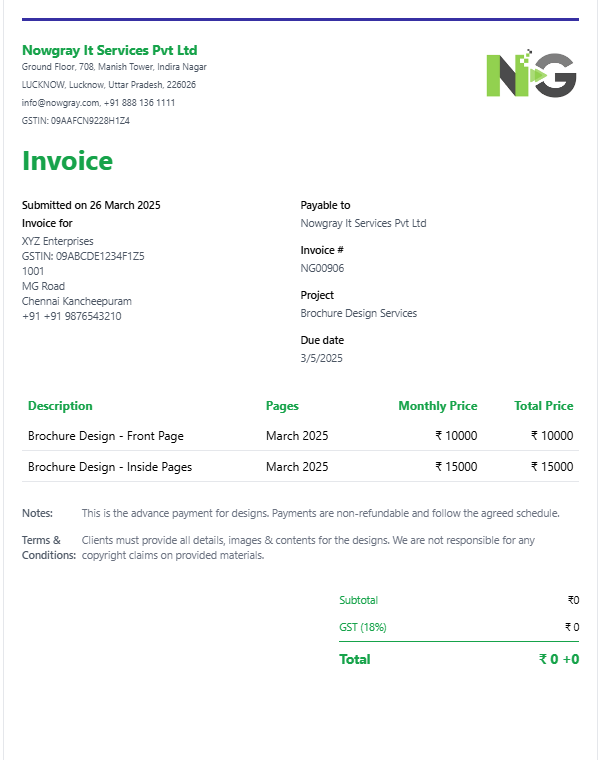 Nowgray It Services Pvt Ltd
Ground Floor, 708, Manish Tower, Indira Nagar
LUCKNOW, Lucknow, Uttar Pradesh, 226026
info@nowgray.com, +91 888 136 1111
GSTIN: 09AAFCN9228H1Z4
NG
Invoice
Submitted on 26 March 2025
Invoice for
XYZ Enterprises
GSTIN: 09ABCDE1234F1Z5
1001
MG Road
Chennai Kancheepuram
+91 +91 9876543210
Payable to
Nowgray It Services Pvt Ltd
Invoice #
NG00906
Project
Brochure Design Services
Due date
3/5/2025
Description Pages Monthly Price Total Price
Brochure Design - Front Page March 2025 ₹ 10000 ₹ 10000
Brochure Design - Inside Pages March 2025 ₹ 15000 ₹ 15000
Notes: This is the advance payment for designs. Payments are non-refundable and follow the agreed schedule.
Terms & Clients must provide all details, images & contents for the designs. We are not responsible for any
Conditions: copyright claims on provided materials.
Subtotal ₹0
GST (18%) ₹ 0
Total ₹ 0 +0